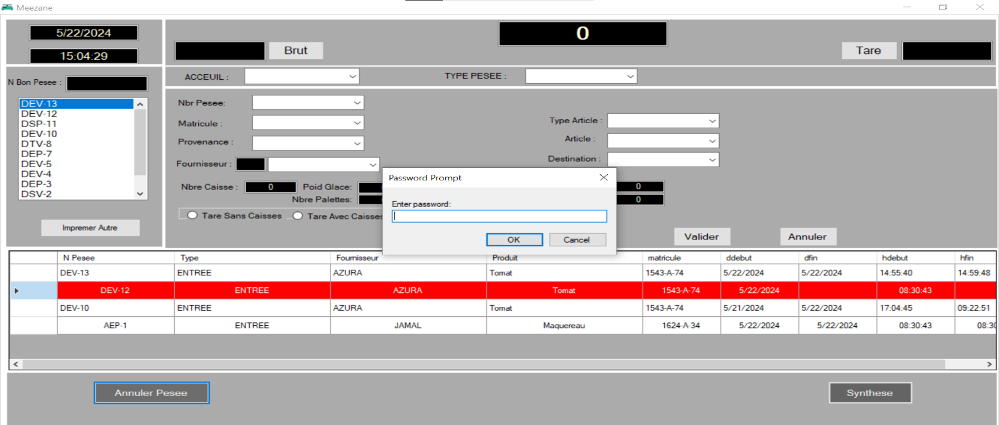 Meezane
5/22/2024
15:04:29
0
Brut
Tare
N Bon Pesee :
ACCEUIL :
TYPE PESEE :
DEV-13
DEV-12
DSP-11
DEV-10
DTV-8
DEP-7
DEV-5
DEV-4
DEP-3
DSV-2
Impremer Autre
Nbr Pesee:
Matricule :
Provenance :
Fournisseur :
Type Article :
Article :
Destination :
Nbre Caisse :
0
Poid Glace:
0
Nbre Palettes:
0
Tare Sans Caisses
Tare Avec Caisses
Password Prompt
Enter password:
OK
Cancel
Valider
Annuler
N Pesee Type Fournisseur Produit matricule ddebut dfin hdebut hfin
DEV-13 ENTREE AZURA Tomat 1543-A-74 5/22/2024 5/22/2024 14:55:40 14:59:48
DEV-12 ENTREE AZURA Tomat 1543-A-74 5/22/2024 08:30:43
DEV-10 ENTREE AZURA Tomat 1543-A-74 5/21/2024 5/22/2024 17:04:45 09:22:51
AEP-1 ENTREE JAMAL Maquereau 1624-A-34 5/22/2024 5/22/2024 08:30:43
Annuler Pesee
Synthese